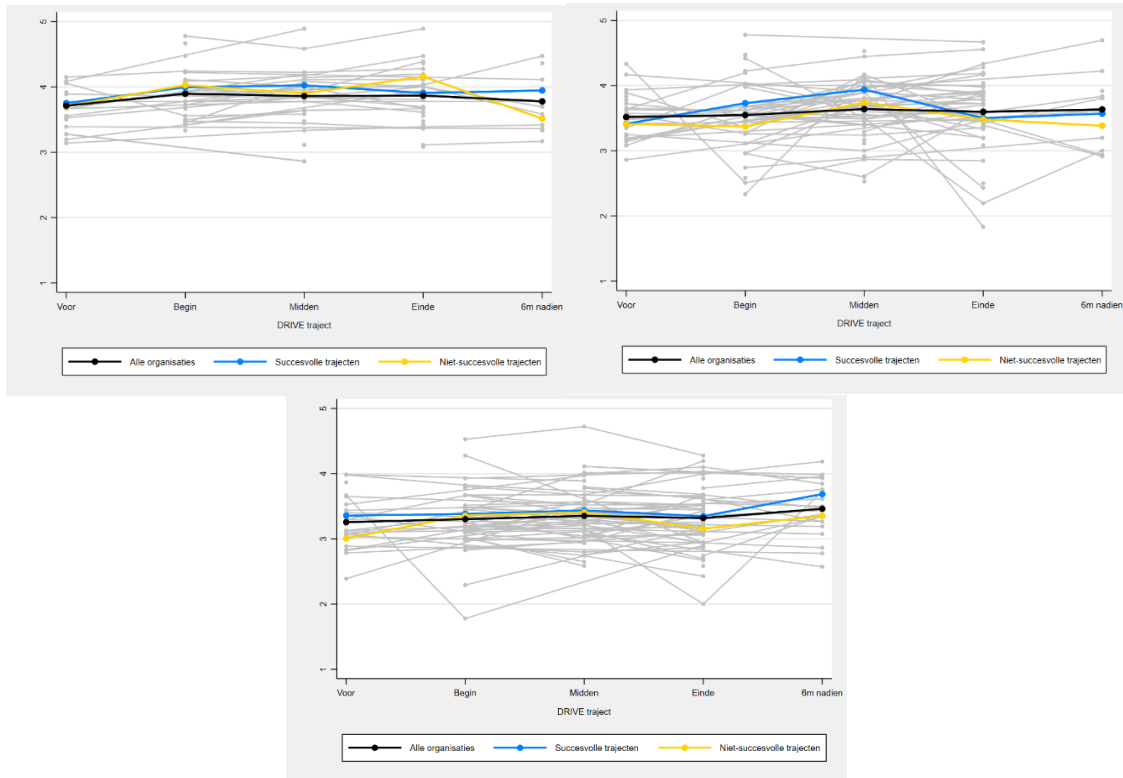 5
4
3
2
1
Voor Begin Midden Einde 6m nadien
DRIVE traject
Alle organisaties Succesvolle trajecten Niet-succesvolle trajecten
5
4
3
2
1
Voor Begin Midden Einde 6m nadien
DRIVE traject
Alle organisaties Succesvolle trajecten Niet-succesvolle trajecten
5
4
3
2
1
Voor Begin Midden Einde 6m nadien
DRIVE traject
Alle organisaties Succesvolle trajecten Niet-succesvolle trajecten